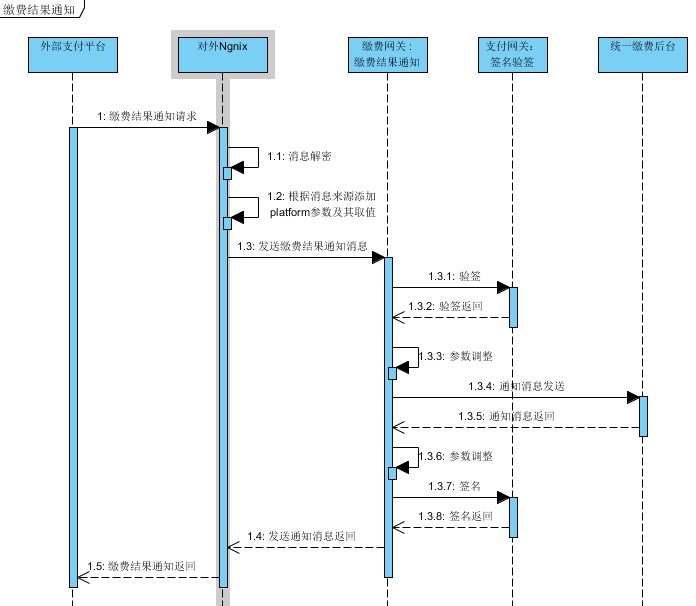 缴费结果通知
外部支付平台
对外Ngnix
缴费网关：
缴费结果通知
支付网关：
签名验签
统一缴费后台
1: 缴费结果通知请求
1.1: 消息解密
1.2: 根据消息来源添加
platform参数及其取值
1.3: 发送缴费结果通知消息
1.3.1: 验签
1.3.2: 验签返回
1.3.3: 参数调整
1.3.4: 通知消息发送
1.3.5: 通知消息返回
1.3.6: 参数调整
1.3.7: 签名
1.3.8: 签名返回
1.4: 发送通知消息返回
1.5: 缴费结果通知返回